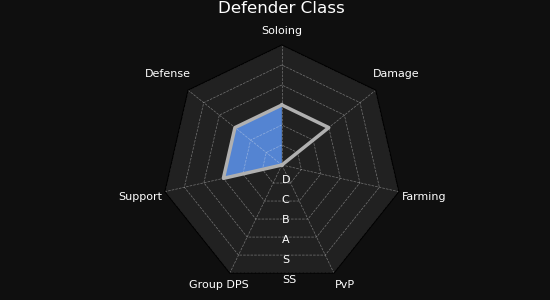 Defender Class
Soloing
Defense
Damage
Support
Farming
D
C
B
A
S
SS
Group DPS
PvP